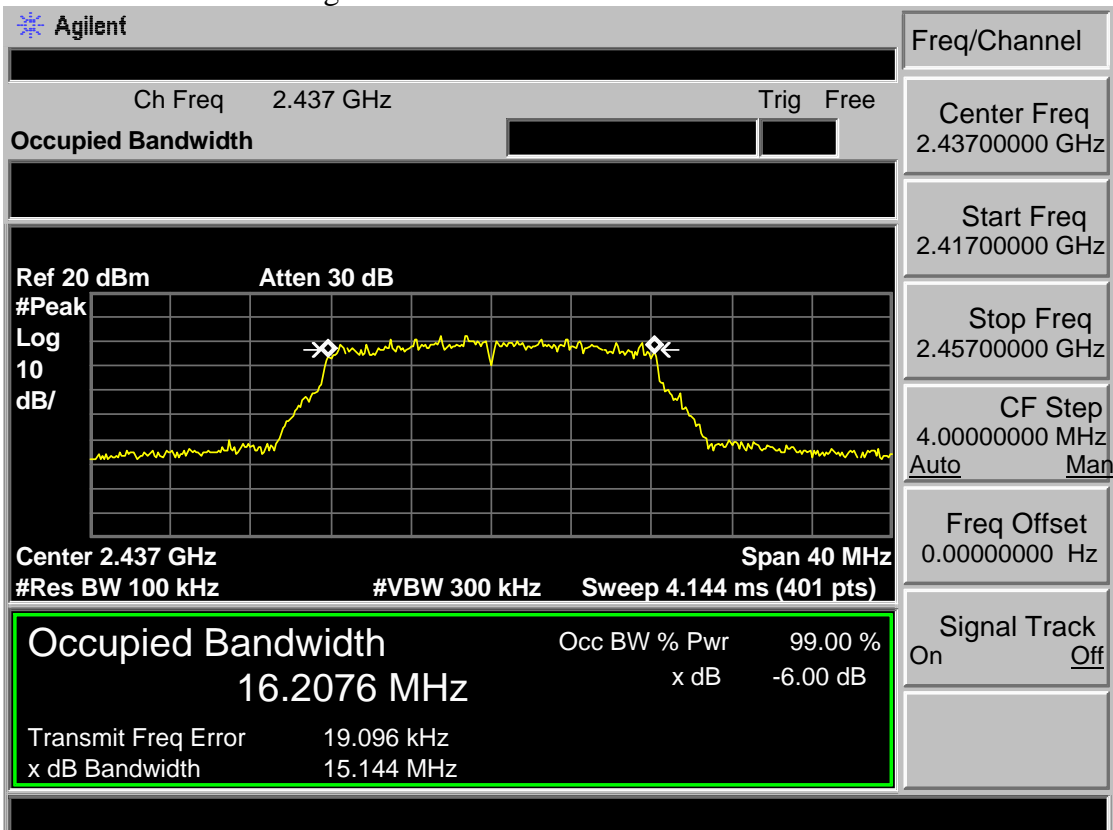 Agilent
Freq/Channel
Ch Freq 2.437 GHz Trig Free
Occupied Bandwidth
Center Freq
2.43700000 GHz
Start Freq
2.41700000 GHz
Ref 20 dBm Atten 30 dB
#Peak
Log
10
dB/
Stop Freq
2.45700000 GHz
CF Step
4.00000000 MHz
Auto Man
Freq Offset
0.00000000 Hz
Center 2.437 GHz Span 40 MHz
#Res BW 100 kHz #VBW 300 kHz Sweep 4.144 ms (401 pts)
Signal Track
On Off
Occupied Bandwidth
16.2076 MHz
Occ BW % Pwr 99.00 %
x dB -6.00 dB
Transmit Freq Error 19.096 kHz
x dB Bandwidth 15.144 MHz